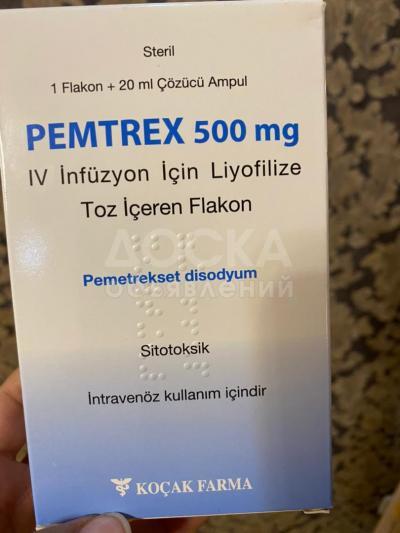 Steril
1 Flakon + 20 ml Çözücü Ampul
PEMTREX 500 mg
IV İnfüzyon İçin Liyofilize
Toz İçeren Flakon
ДОСКА
объявлений
Pemetrekset disodyum
Sitotoksik
İntravenöz kullanım içindir
KOÇAK FARMA